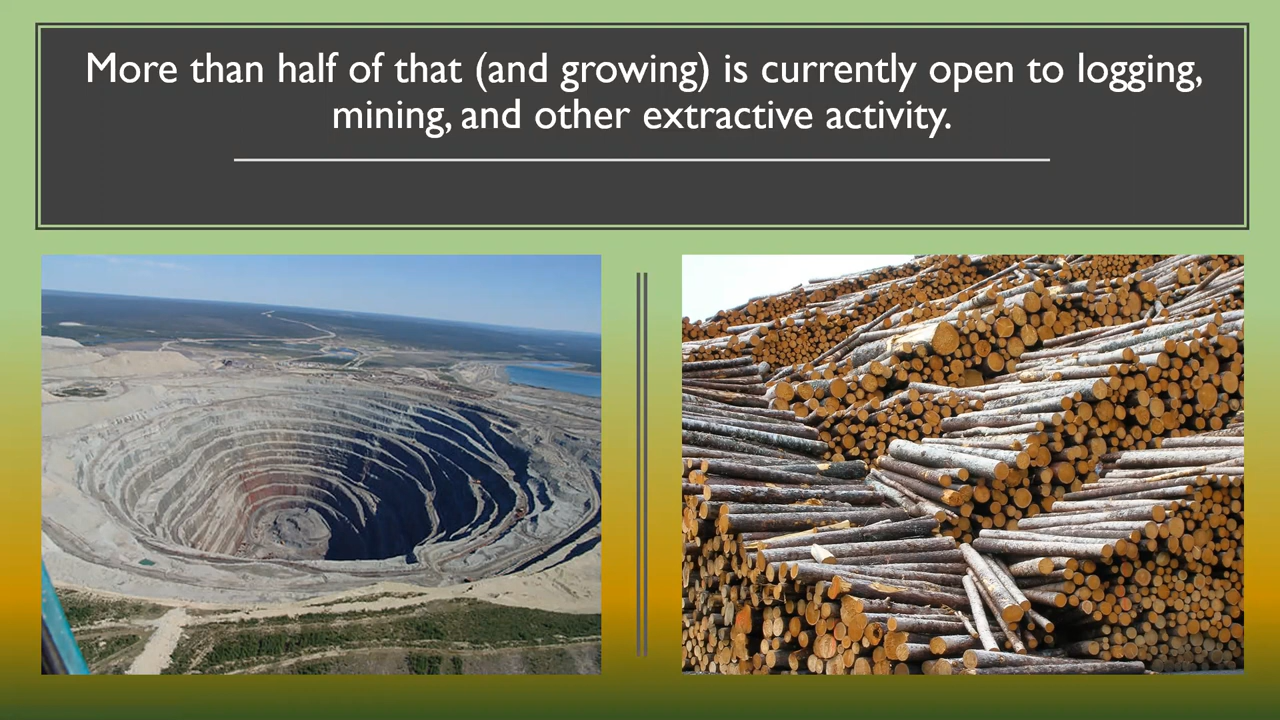 More than half of that (and growing) is currently open to logging,
mining, and other extractive activity.